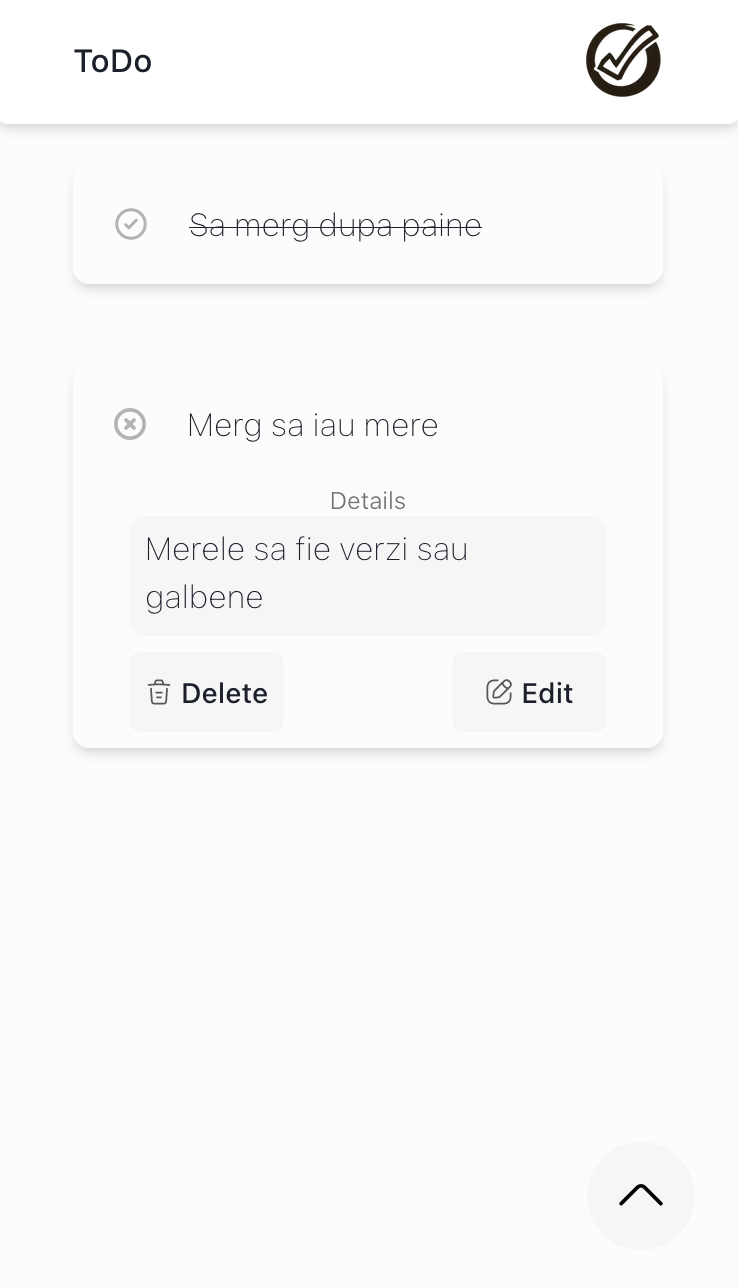 ToDo
Sa merg dupa paine
Merg sa iau mere
Details
Merele sa fie verzi sau
galbene
Delete
Edit